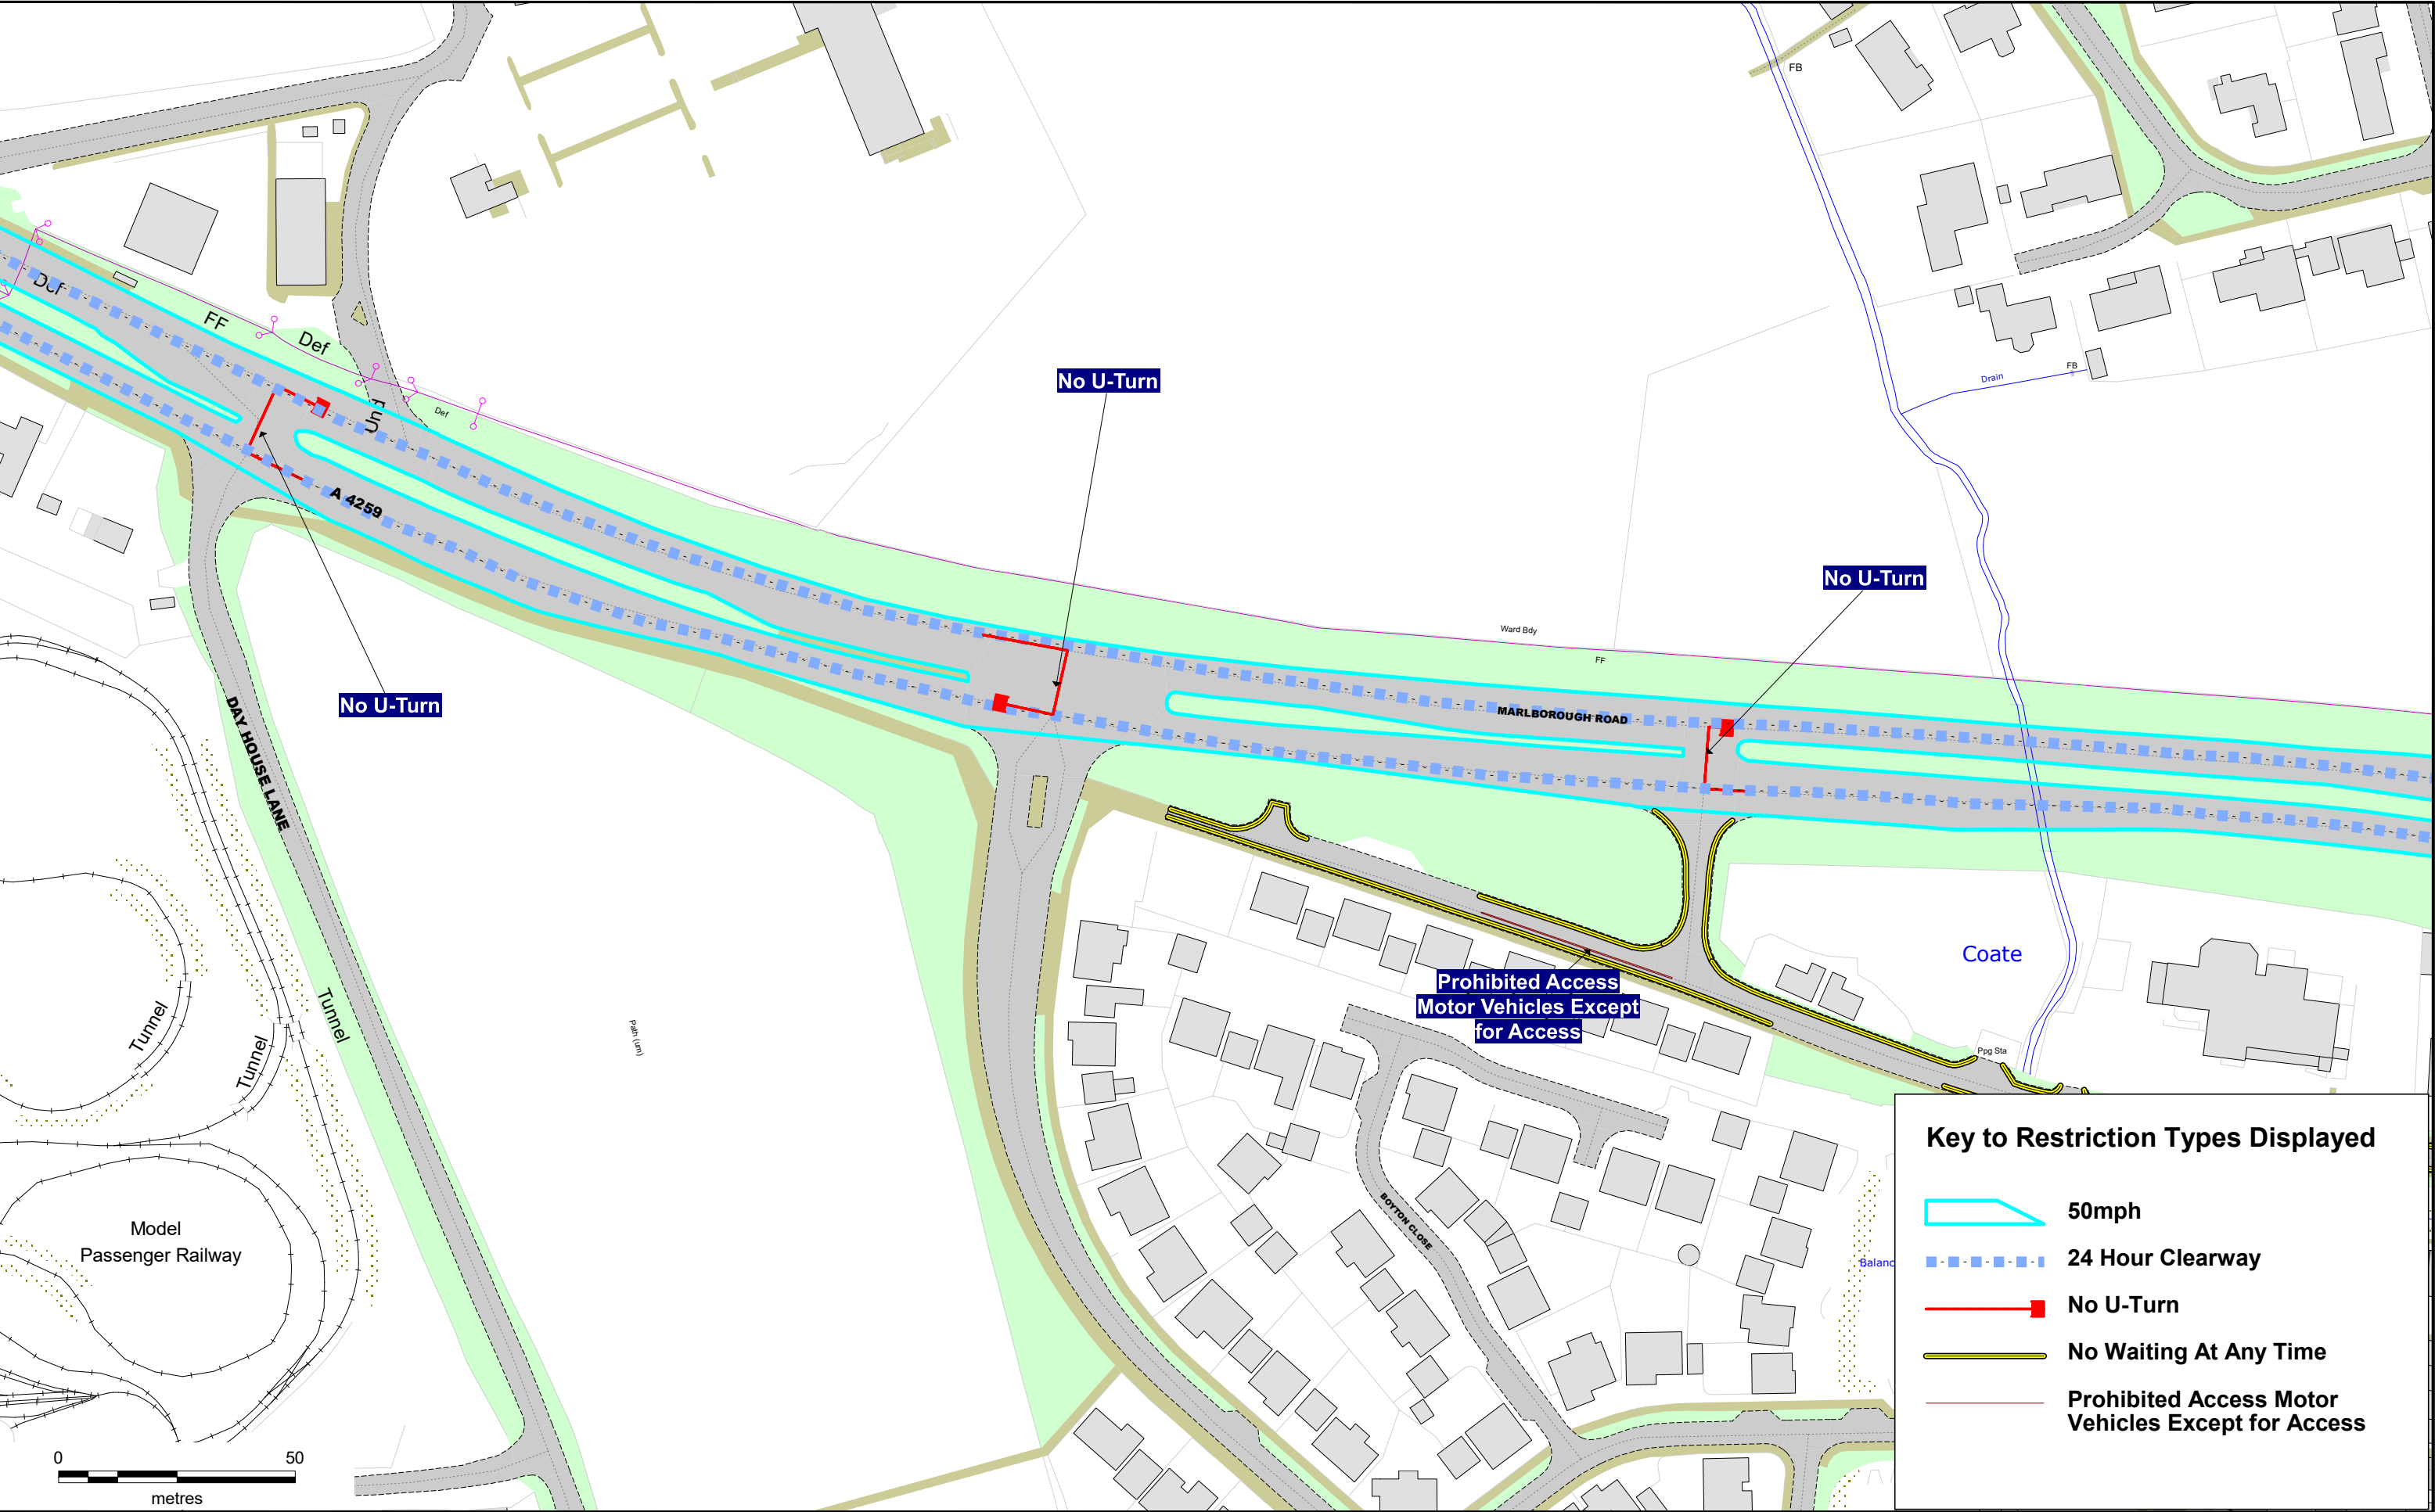 FB
Def
FF
Def
Und
Def
No U-Turn
Drain
FB
A 4259
No U-Turn
Ward Bdy
FF
No U-Turn
MARLBOROUGH ROAD
DAY HOUSE LANE
Coate
Prohibited Access
Motor Vehicles Except
for Access
Tunnel
Tunnel
Tunnel
Path (um)
Ppg Sta
Model
Passenger Railway
BOYTON CLOSE
Balanc
Key to Restriction Types Displayed
50mph
24 Hour Clearway
No U-Turn
No Waiting At Any Time
Prohibited Access Motor
Vehicles Except for Access
0 50
metres